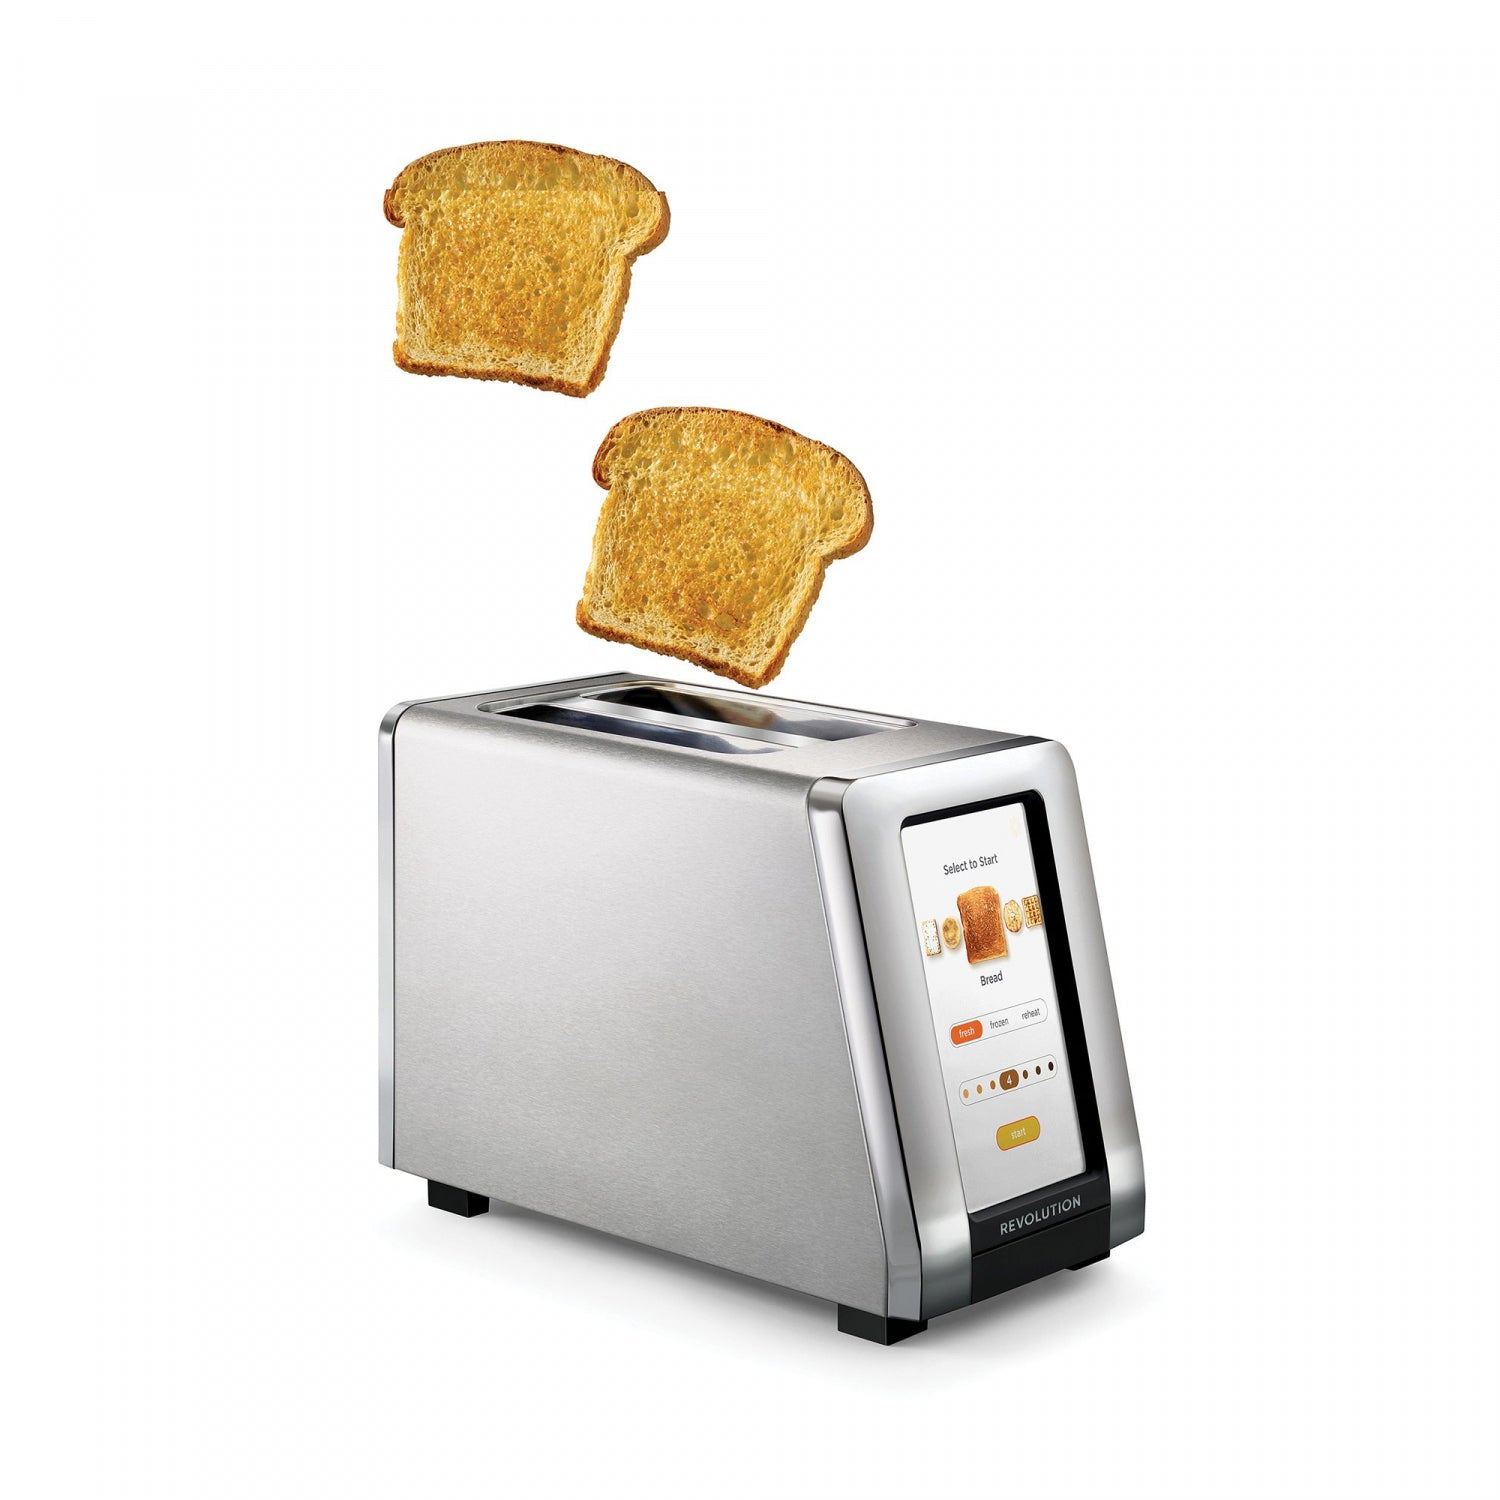 Select to Start
Bread
fresh frozen reheat
4
start
REVOLUTION